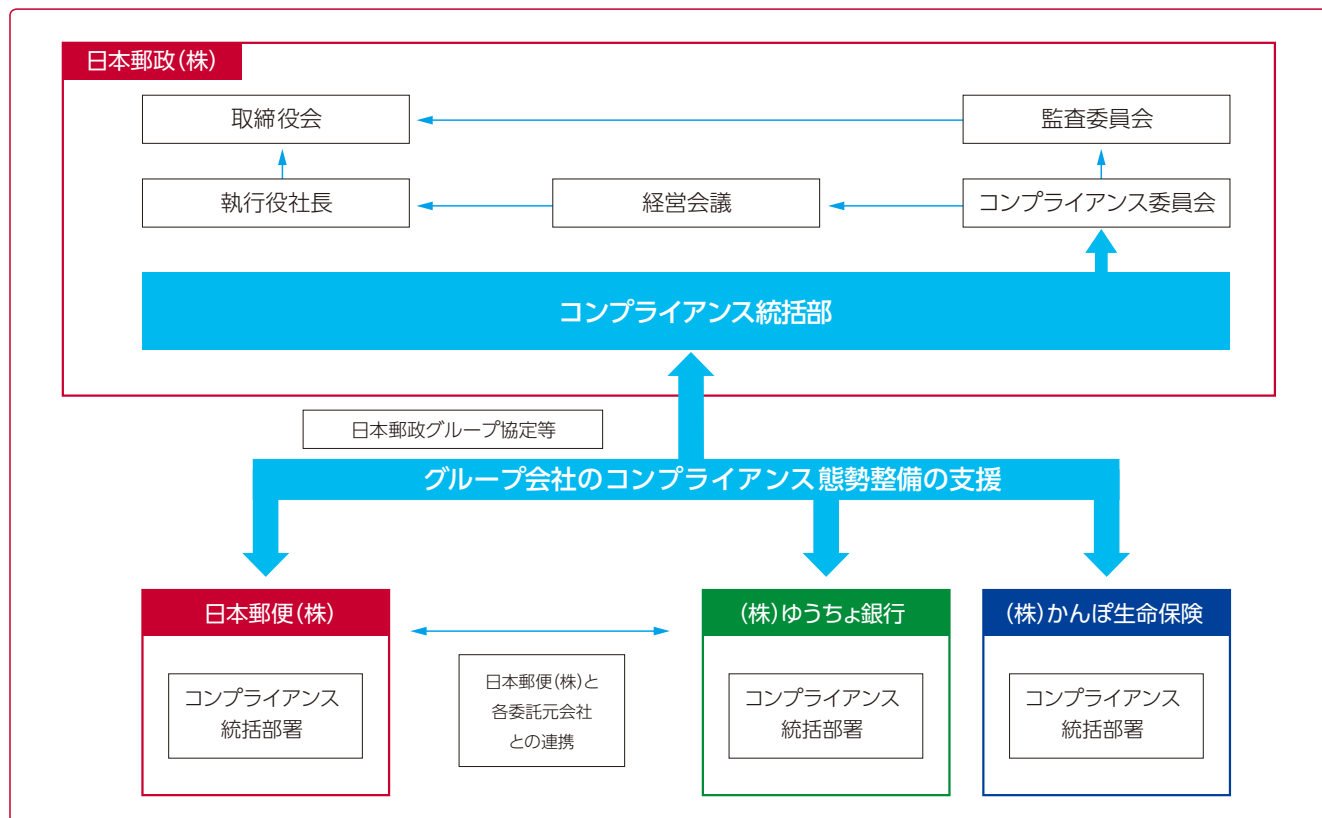 日本郵政(株)
取締役会
監査委員会
執行役社長
経営会議
コンプライアンス委員会
コンプライアンス統括部
日本郵政グループ協定等
グループ会社のコンプライアンス態勢整備の支援
日本郵便(株)
(株)ゆうちょ銀行
(株)かんぽ生命保険
コンプライアンス
統括部署
日本郵便(株)と
各委託元会社
との連携
コンプライアンス
統括部署
コンプライアンス
統括部署